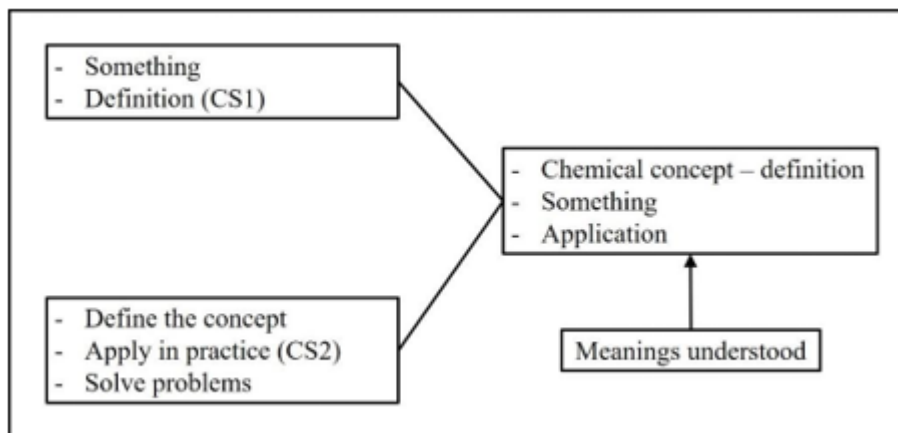 - Something
- Definition (CS1)
- Chemical concept – definition
- Something
- Application
- Define the concept
- Apply in practice (CS2)
- Solve problems
Meanings understood